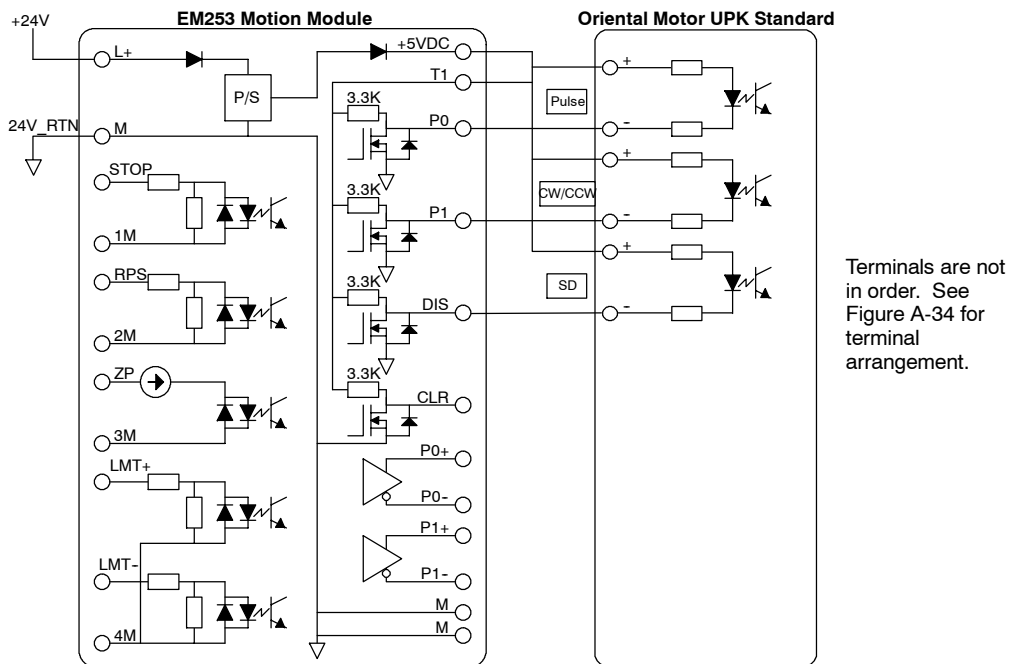 EM253 Motion Module
Oriental Motor UPK Standard
+24V
L+
+5VDC
+
T1
P/S
3.3K
Pulse
24V_RTN
M
P0
-
STOP
+
3.3K
CW/CCW
1M
P1
-
RPS
+
3.3K
SD
2M
DIS
-
ZP
3.3K
CLR
3M
P0+
LMT+
P0-
P1+
LMT-
P1-
M
4M
M
Terminals are not
in order. See
Figure A-34 for
terminal
arrangement.